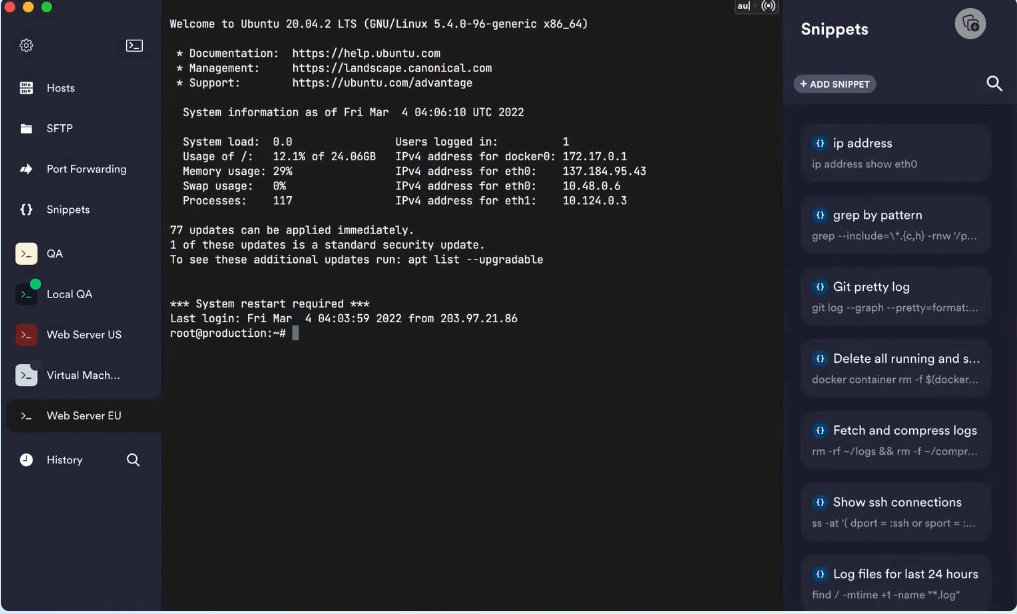 au| ((•))
Welcome to Ubuntu 20.04.2 LTS (GNU/Linux 5.4.0-96-generic x86_64)
* Documentation: https://help.ubuntu.com
* Management: https://landscape.canonical.com
* Support: https://ubuntu.com/advantage
System information as of Fri Mar 4 04:06:10 UTC 2022
System load: 0.0 Users logged in: 1
Usage of /: 12.1% of 24.06GB IPv4 address for docker0: 172.17.0.1
Memory usage: 29% IPv4 address for eth0: 137.184.95.43
Swap usage: 0% IPv4 address for eth0: 10.48.0.6
Processes: 117 IPv4 address for eth1: 10.124.0.3
77 updates can be applied immediately.
1 of these updates is a standard security update.
To see these additional updates run: apt list --upgradable
*** System restart required ***
Last login: Fri Mar 4 04:03:59 2022 from 203.97.21.86
root@production:~#
Hosts
SFTP
Port Forwarding
{} Snippets
>_ QA
>_ Local QA
>_ Web Server US
>_ Virtual Mach...
>_ Web Server EU
History
Snippets
+ ADD SNIPPET
{} ip address
ip address show eth0
{} grep by pattern
grep --include=\*.{c,h} -rnw '/p...
{} Git pretty log
git log --graph --pretty=format:...
{} Delete all running and s...
docker container rm -f $(docker...
{} Fetch and compress logs
rm -rf ~/logs && rm -f ~/compr...
{} Show ssh connections
ss -at '( dport = :ssh or sport = :...
{} Log files for last 24 hours
find / -mtime +1 -name "*.log"